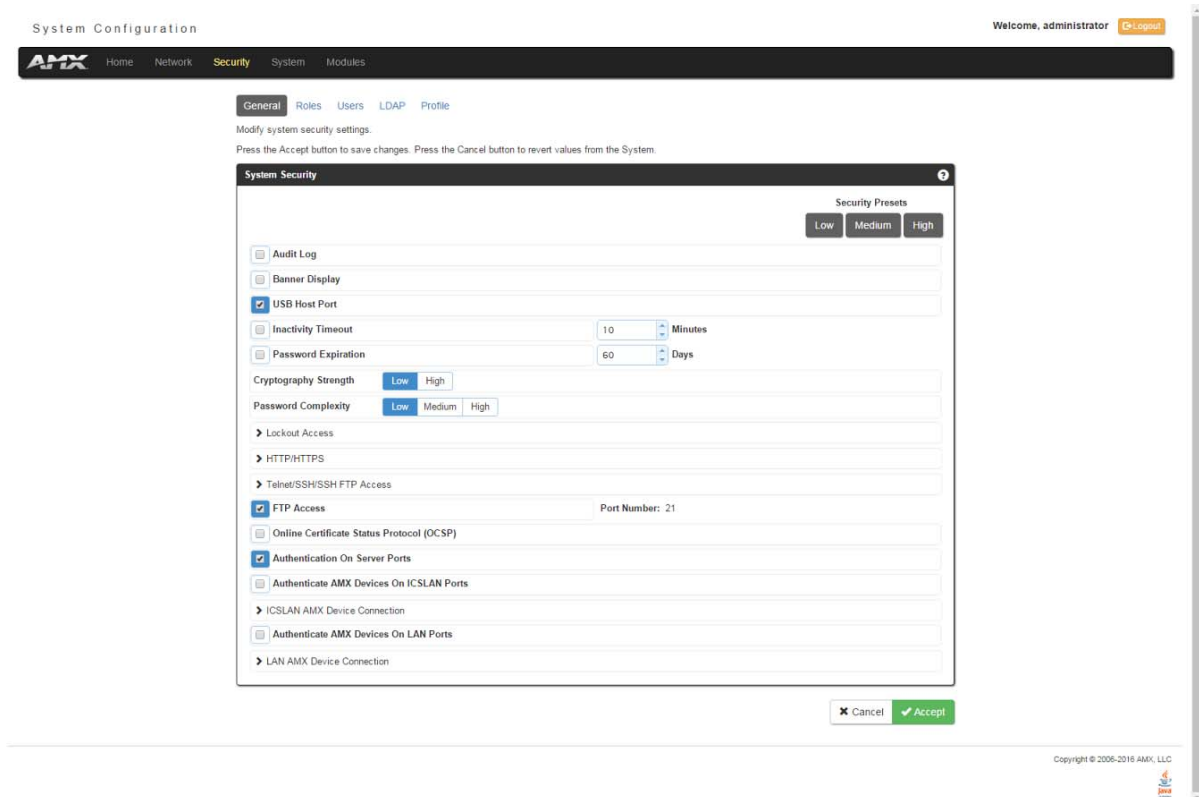 System Configuration
Welcome, administrator Logout
AMX Home Network Security System Modules
General Roles Users LDAP Profile
Modify system security settings.
Press the Accept button to save changes. Press the Cancel button to revert values from the System.
System Security ?
Security Presets
Low Medium High
Audit Log
Banner Display
USB Host Port
Inactivity Timeout 10 Minutes
Password Expiration 60 Days
Cryptography Strength Low High
Password Complexity Low Medium High
Lockout Access
HTTP/HTTPS
Telnet/SSH/SSH FTP Access
FTP Access Port Number: 21
Online Certificate Status Protocol (OCSP)
Authentication On Server Ports
Authenticate AMX Devices On ICSLAN Ports
ICSLAN AMX Device Connection
Authenticate AMX Devices On LAN Ports
LAN AMX Device Connection
Cancel Accept
Copyright © 2006-2016 AMX, LLC
Java